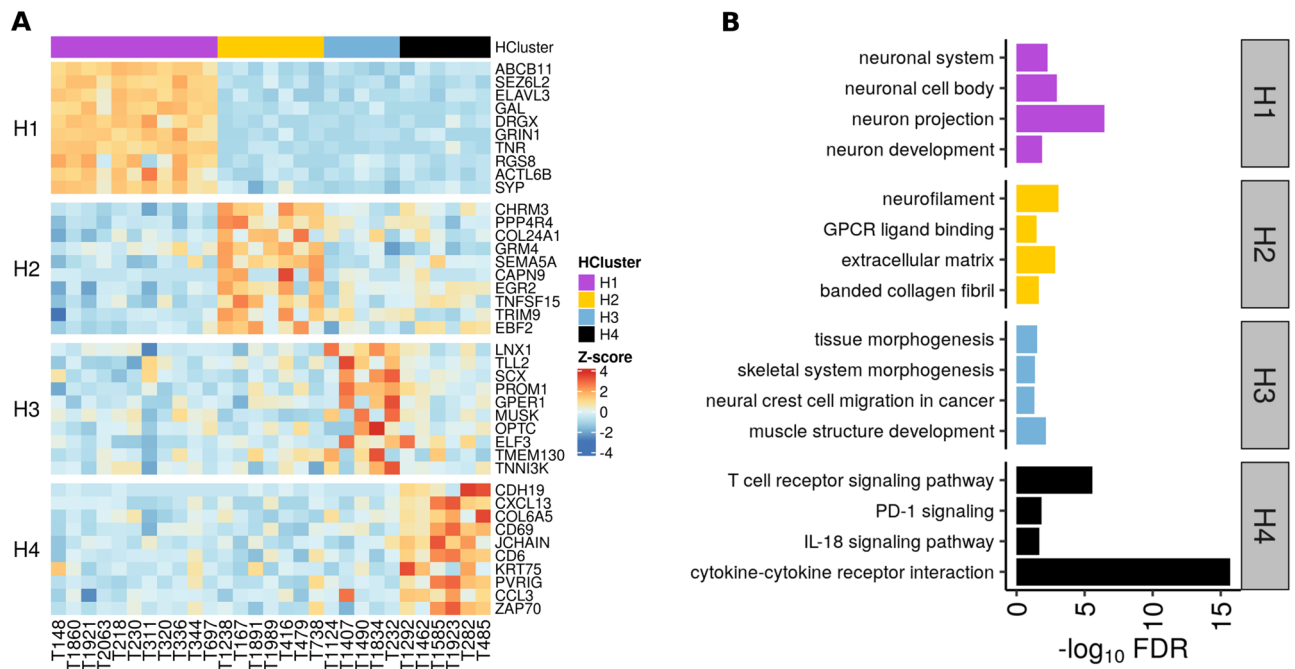 A
HCluster
H1
ABCB11
SEZ6L2
ELAVL3
GAL
DRGX
GRIN1
TNR
RGS8
ACTL6B
SYP
H2
CHRM3
PPP4R4
COL24A1
GRM4
SEMA5A
CAPN9
EGR2
TNFSF15
TRIM9
EBF2
H3
LNX1
TLL2
SCX
PROM1
GPER1
MUSK
OPTC
ELF3
TMEM130
TNNI3K
H4
CDH19
CXCL13
COL6A5
CD69
JCHAIN
CD6
KRT75
PVRIG
CCL3
ZAP70
T148
T1860
T1921
T2063
T218
T230
T311
T320
T336
T344
T697
T1238
T167
T1891
T1989
T416
T479
T738
T1124
T1407
T1490
T1834
T232
T1292
T1462
T1585
T1923
T282
T485
HCluster
H1
H2
H3
H4
Z-score
4
2
0
-2
-4
B
neuronal system
neuronal cell body
neuron projection
neuron development
H1
neurofilament
GPCR ligand binding
extracellular matrix
banded collagen fibril
H2
tissue morphogenesis
skeletal system morphogenesis
neural crest cell migration in cancer
muscle structure development
H3
T cell receptor signaling pathway
PD-1 signaling
IL-18 signaling pathway
cytokine-cytokine receptor interaction
H4
0
5
10
15
-log₁₀ FDR